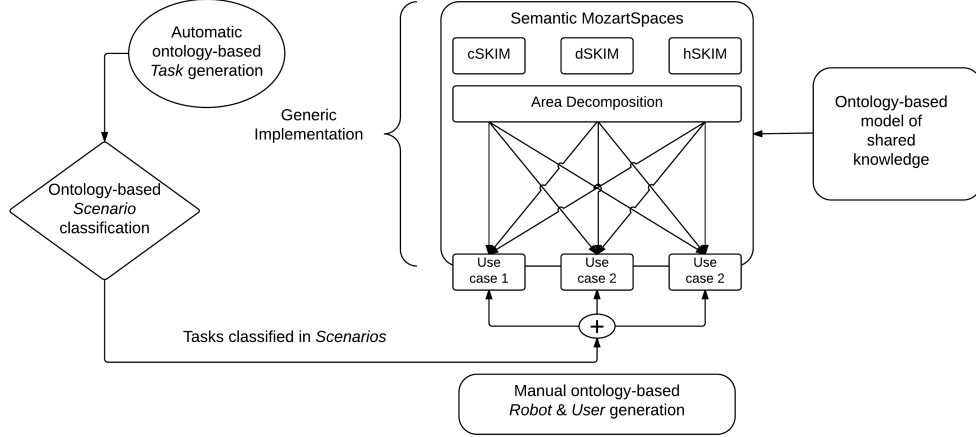 Automatic
ontology-based
Task generation
Ontology-based
Scenario
classification
Tasks classified in Scenarios
Generic
Implementation
Semantic MozartSpaces
cSKIM
dSKIM
hSKIM
Area Decomposition
Use
case 1
Use
case 2
Use
case 2
+
Manual ontology-based
Robot & User generation
Ontology-based
model of
shared
knowledge